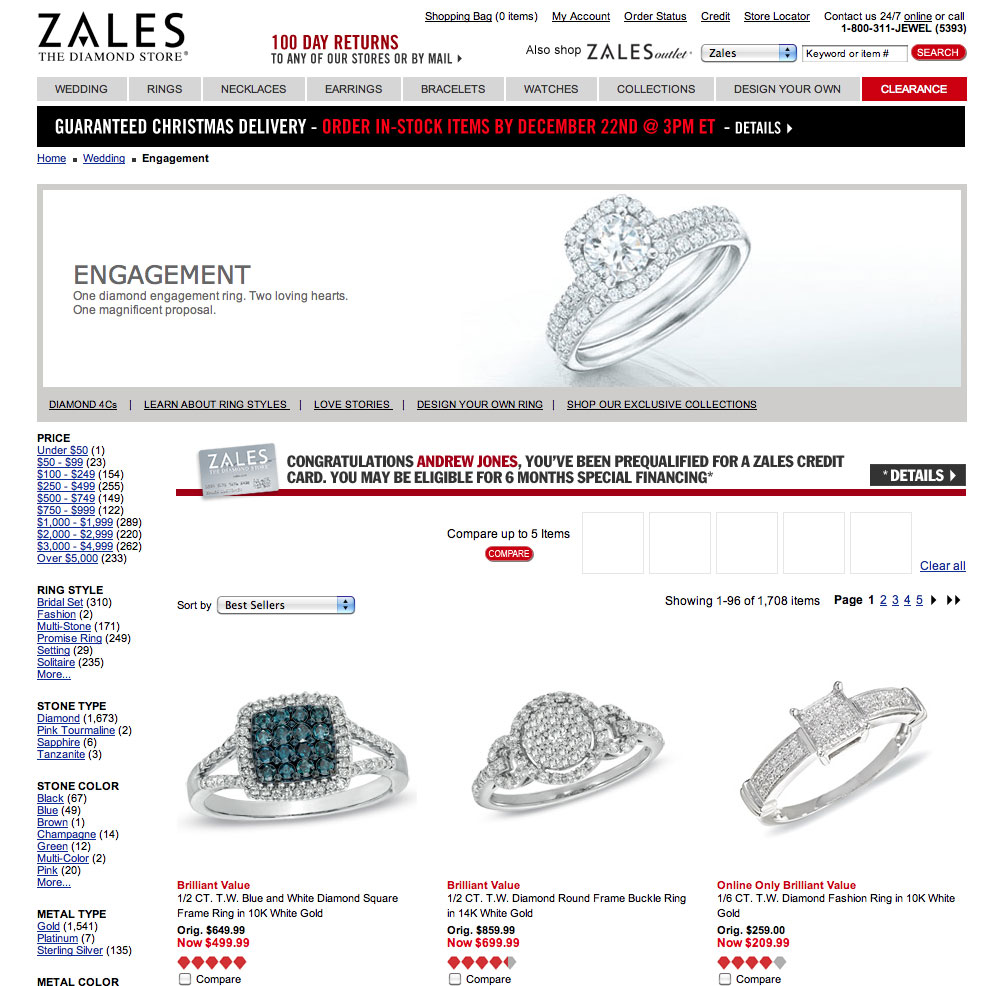 ZALES
THE DIAMOND STORE®
100 DAY RETURNS
TO ANY OF OUR STORES OR BY MAIL
Shopping Bag (0 items) My Account Order Status Credit Store Locator Contact us 24/7 online or call
1-800-311-JEWEL (5393)
Also shop ZALES outlet Zales Keyword or item # SEARCH
WEDDING RINGS NECKLACES EARRINGS BRACELETS WATCHES COLLECTIONS DESIGN YOUR OWN CLEARANCE
GUARANTEED CHRISTMAS DELIVERY - ORDER IN-STOCK ITEMS BY DECEMBER 22ND @ 3PM ET - DETAILS
Home Wedding Engagement
ENGAGEMENT
One diamond engagement ring. Two loving hearts.
One magnificent proposal.
DIAMOND 4Cs | LEARN ABOUT RING STYLES | LOVE STORIES | DESIGN YOUR OWN RING | SHOP OUR EXCLUSIVE COLLECTIONS
PRICE
Under $50 (1)
$50 - $99 (23)
$100 - $249 (154)
$250 - $499 (255)
$500 - $749 (149)
$750 - $999 (122)
$1,000 - $1,999 (289)
$2,000 - $2,999 (220)
$3,000 - $4,999 (262)
Over $5,000 (233)
RING STYLE
Bridal Set (310)
Fashion (2)
Multi-Stone (171)
Promise Ring (249)
Setting (29)
Solitaire (235)
More...
STONE TYPE
Diamond (1,673)
Pink Tourmaline (2)
Sapphire (6)
Tanzanite (3)
STONE COLOR
Black (67)
Blue (49)
Brown (1)
Champagne (14)
Green (12)
Multi-Color (2)
Pink (20)
More...
METAL TYPE
Gold (1,541)
Platinum (7)
Sterling Silver (135)
METAL COLOR
ZALES
THE DIAMOND STORE
CONGRATULATIONS ANDREW JONES, YOU'VE BEEN PREQUALIFIED FOR A ZALES CREDIT
CARD. YOU MAY BE ELIGIBLE FOR 6 MONTHS SPECIAL FINANCING*
*DETAILS
Compare up to 5 Items
COMPARE
Clear all
Sort by Best Sellers
Showing 1-96 of 1,708 items Page 1 2 3 4 5
Brilliant Value
1/2 CT. T.W. Blue and White Diamond Square
Frame Ring in 10K White Gold
Orig. $649.99
Now $499.99
Compare
Brilliant Value
1/2 CT. T.W. Diamond Round Frame Buckle Ring
in 14K White Gold
Orig. $859.99
Now $699.99
Compare
Online Only Brilliant Value
1/6 CT. T.W. Diamond Fashion Ring in 10K White
Gold
Orig. $259.00
Now $209.99
Compare